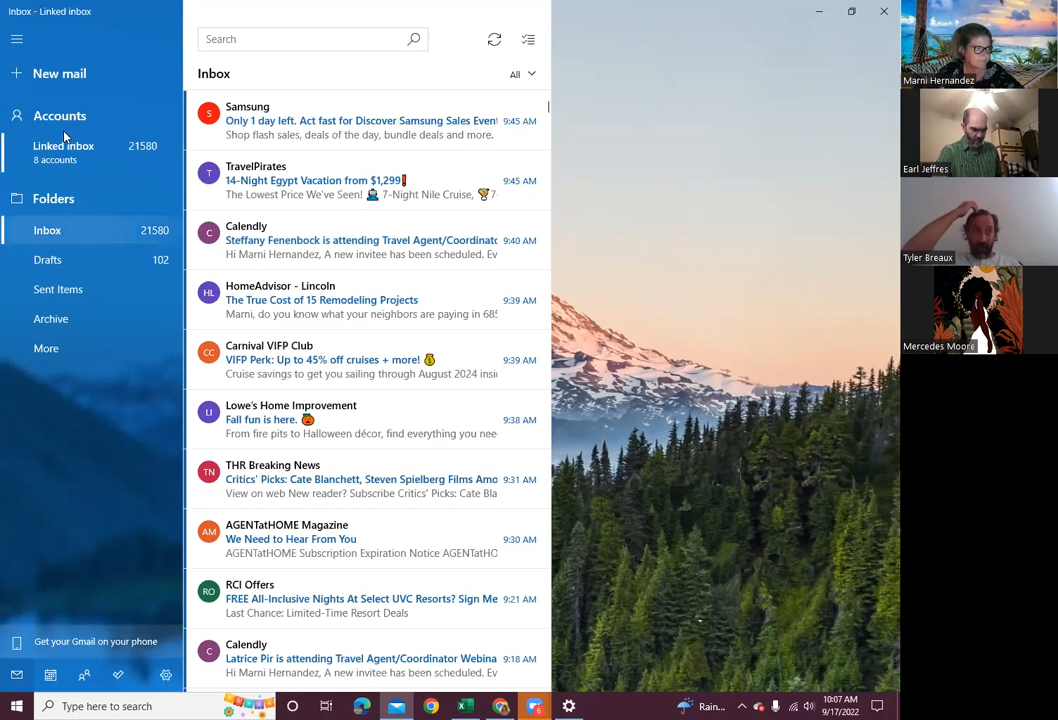 Inbox - Linked inbox
New mail
Accounts
Linked inbox 21580
8 accounts
Folders
Inbox 21580
Drafts 102
Sent Items
Archive
More
Get your Gmail on your phone
Search
Inbox All
S Samsung
Only 1 day left. Act fast for Discover Samsung Sales Event 9:45 AM
Shop flash sales, deals of the day, bundle deals and more.
T TravelPirates
14-Night Egypt Vacation from $1,299❗ 9:45 AM
The Lowest Price We've Seen! 🚢 7-Night Nile Cruise, 🏆7-
C Calendly
Steffany Fenenbock is attending Travel Agent/Coordinato 9:40 AM
Hi Marni Hernandez, A new invitee has been scheduled. Ev
HL HomeAdvisor - Lincoln
The True Cost of 15 Remodeling Projects 9:39 AM
Marni, do you know what your neighbors are paying in 685
CC Carnival VIFP Club
VIFP Perk: Up to 45% off cruises + more! 💰 9:39 AM
Cruise savings to get you sailing through August 2024 insi
LI Lowe's Home Improvement
Fall fun is here. 🎃 9:38 AM
From fire pits to Halloween décor, find everything you nee
TN THR Breaking News
Critics' Picks: Cate Blanchett, Steven Spielberg Films Amo 9:31 AM
View on web New reader? Subscribe Critics' Picks: Cate Bla
AM AGENTatHOME Magazine
We Need to Hear From You 9:30 AM
AGENTatHOME Subscription Expiration Notice AGENTatHO
RO RCI Offers
FREE All-Inclusive Nights At Select UVC Resorts? Sign Me 9:21 AM
Last Chance: Limited-Time Resort Deals
C Calendly
Latrice Pir is attending Travel Agent/Coordinator Webina 9:18 AM
Hi Marni Hernandez, A new invitee has been scheduled. Ev
Marni Hernandez
Earl Jeffres
Tyler Breaux
Mercedes Moore
Type here to search
Rain...
10:07 AM
9/17/2022